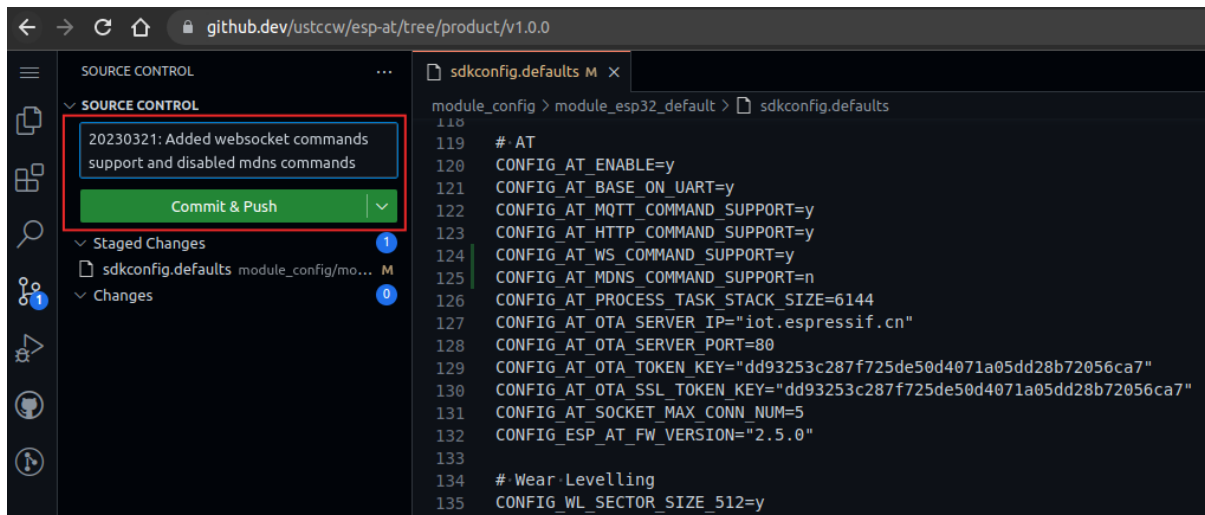 github.dev/ustccw/esp-at/tree/product/v1.0.0
SOURCE CONTROL
SOURCE CONTROL
20230321: Added websocket commands
support and disabled mdns commands
Commit & Push
Staged Changes 1
sdkconfig.defaults module_config/mo... M
Changes 0
1
sdkconfig.defaults M
module_config > module_esp32_default > sdkconfig.defaults
118
119 # AT
120 CONFIG_AT_ENABLE=y
121 CONFIG_AT_BASE_ON_UART=y
122 CONFIG_AT_MQTT_COMMAND_SUPPORT=y
123 CONFIG_AT_HTTP_COMMAND_SUPPORT=y
124 CONFIG_AT_WS_COMMAND_SUPPORT=y
125 CONFIG_AT_MDNS_COMMAND_SUPPORT=n
126 CONFIG_AT_PROCESS_TASK_STACK_SIZE=6144
127 CONFIG_AT_OTA_SERVER_IP="iot.espressif.cn"
128 CONFIG_AT_OTA_SERVER_PORT=80
129 CONFIG_AT_OTA_TOKEN_KEY="dd93253c287f725de50d4071a05dd28b72056ca7"
130 CONFIG_AT_OTA_SSL_TOKEN_KEY="dd93253c287f725de50d4071a05dd28b72056ca7"
131 CONFIG_AT_SOCKET_MAX_CONN_NUM=5
132 CONFIG_ESP_AT_FW_VERSION="2.5.0"
133
134 # Wear Levelling
135 CONFIG_WL_SECTOR_SIZE_512=y